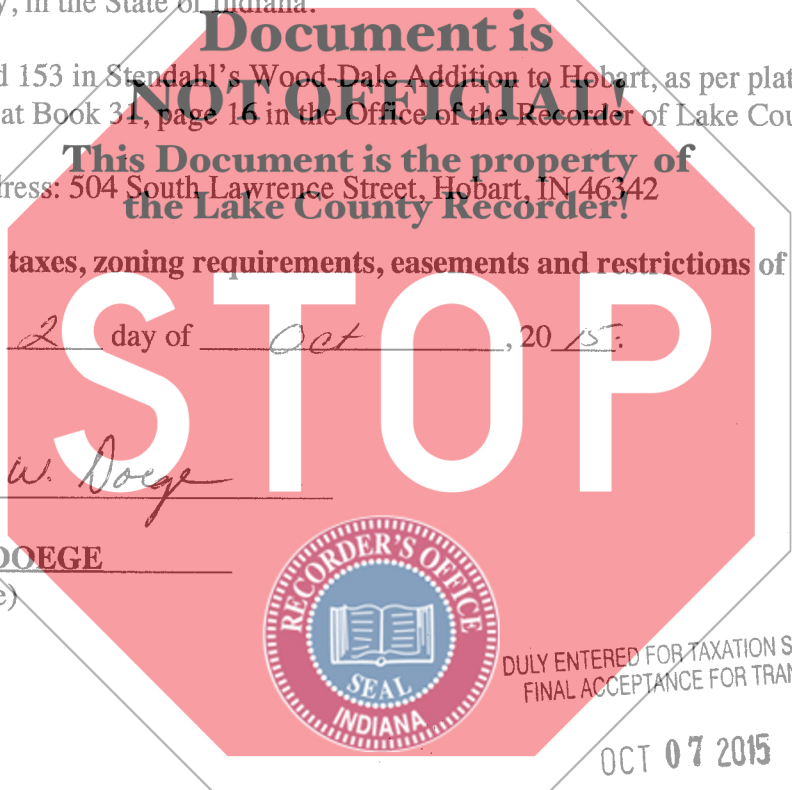 y, in the State of Indiana.
Document is
d 153 in Stendahl's Wood-Dale Addition to Hobart, as per plat
NOT OFFICIAL!
at Book 31, page 16 in the Office of the Recorder of Lake Cou
This Document is the property of
ress: 504 South Lawrence Street, Hobart, IN 46342
the Lake County Recorder!
taxes, zoning requirements, easements and restrictions of
STOP
2 day of Oct, 2015.
W. Doege
DOEGE
e)
RECORDER'S OFFICE
SEAL
INDIANA
DULY ENTERED FOR TAXATION S
FINAL ACCEPTANCE FOR TRAN
OCT 07 2015